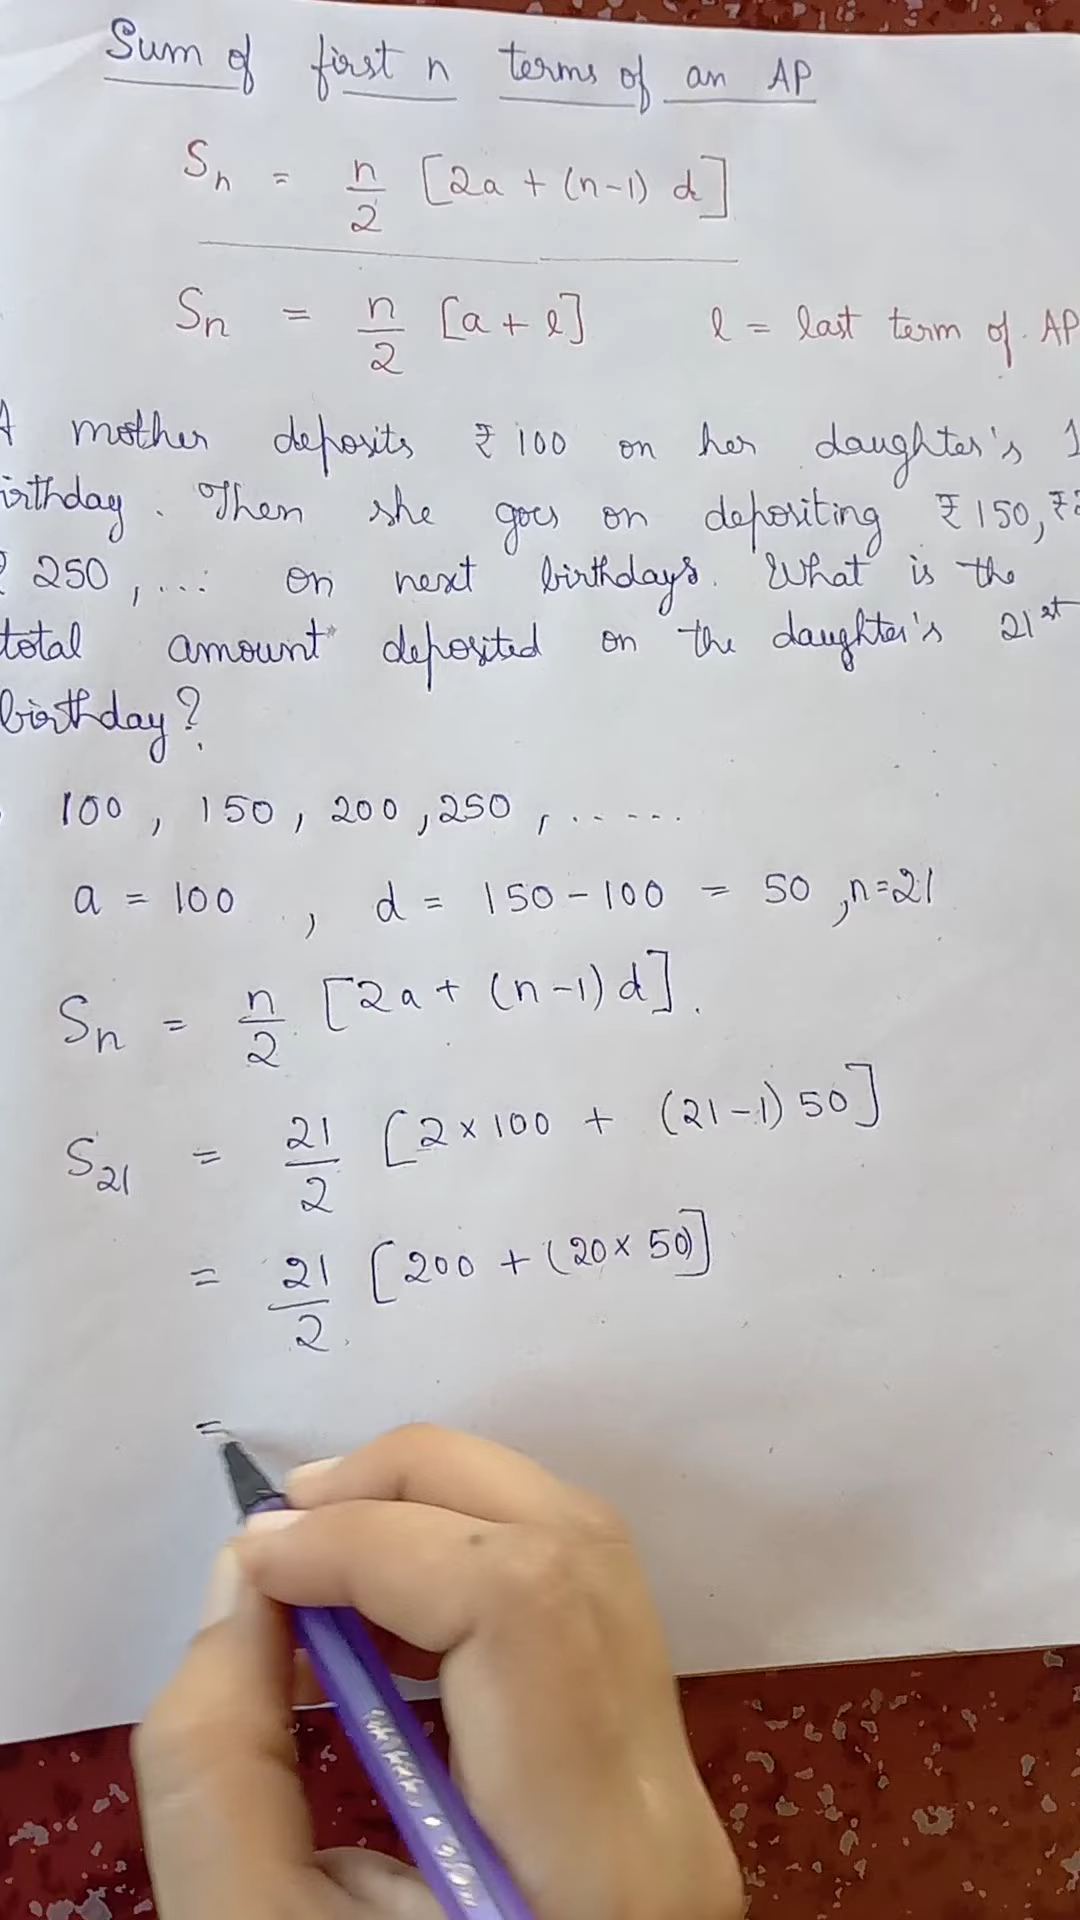 Sum of first n terms of an AP
Sn = n/2 [2a + (n-1) d]
Sn = n/2 [a + l] l = last term of AP
A mother deposits ₹ 100 on her daughter's 1
irthday. Then she goes on depositing ₹ 150, ₹
₹ 250, ... on next birthdays. What is the
total amount deposited on the daughter's 21st
birthday?
100, 150, 200, 250, ......
a = 100, d = 150 - 100 = 50, n=21
Sn = n/2 [2a + (n-1) d].
S21 = 21/2 [2 × 100 + (21-1) 50]
= 21/2 [200 + (20 × 50)]
=